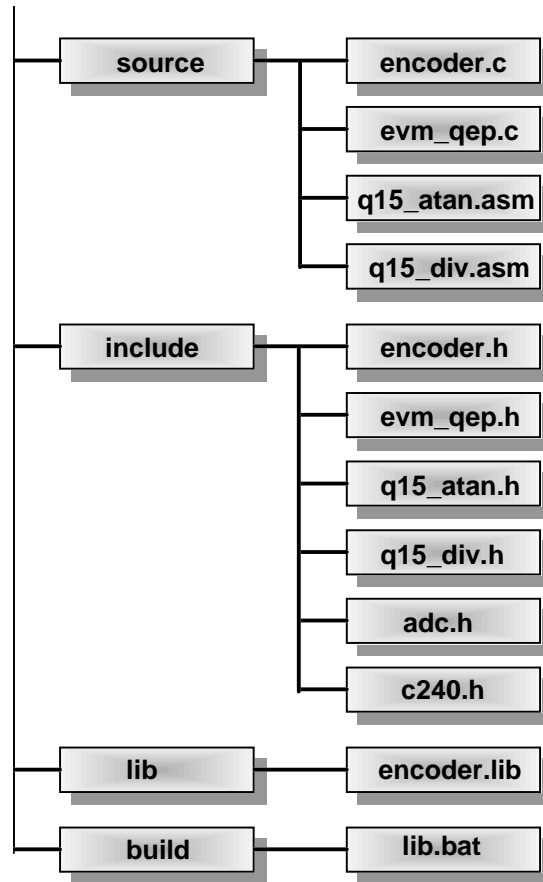 source
encoder.c
evm_qep.c
q15_atan.asm
q15_div.asm
include
encoder.h
evm_qep.h
q15_atan.h
q15_div.h
adc.h
c240.h
lib
encoder.lib
build
lib.bat